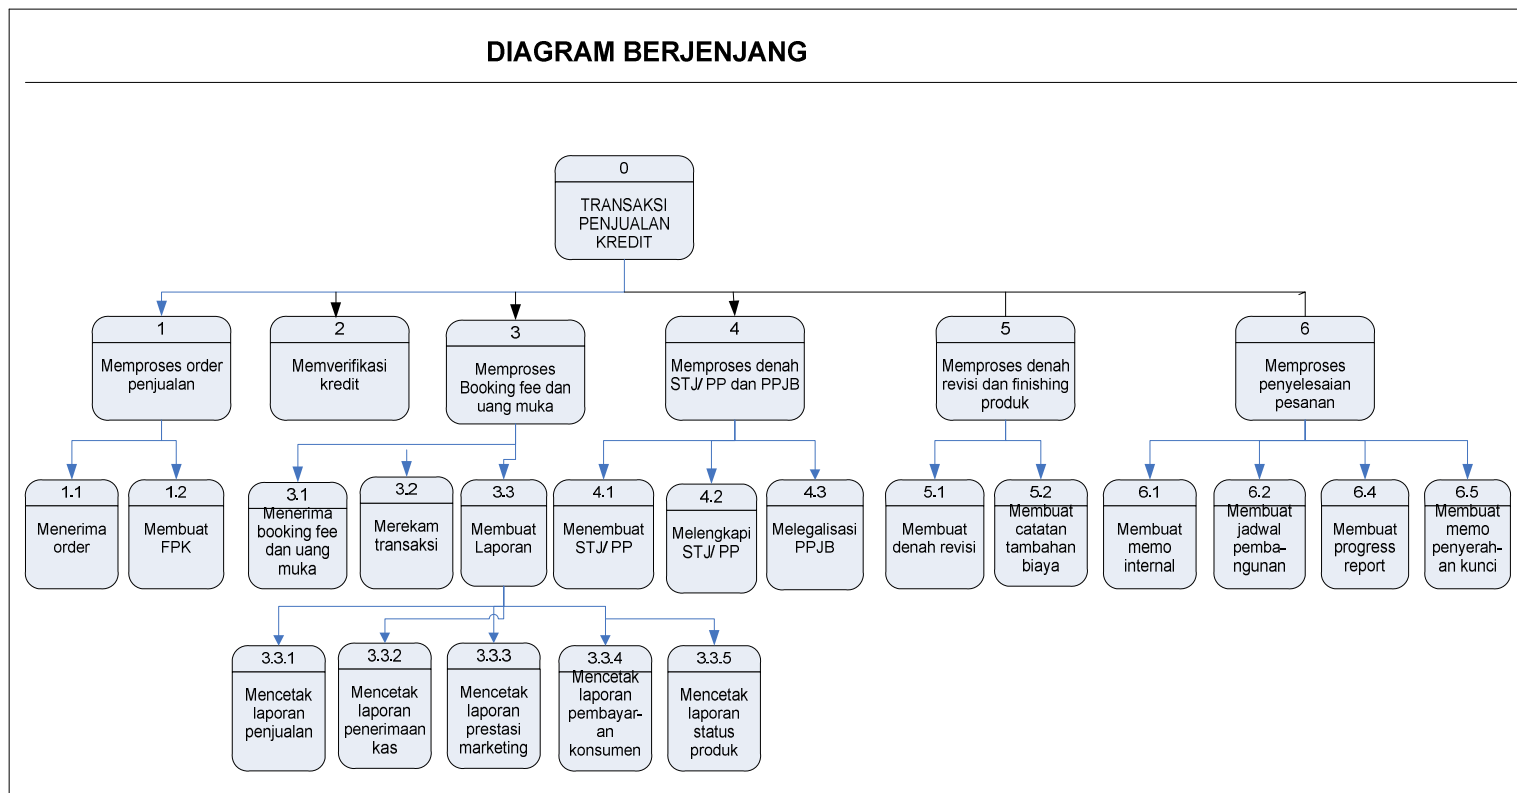 DIAGRAM BERJENJANG
0
TRANSAKSI
PENJUALAN
KREDIT
1
Memproses order
penjualan
2
Memverifikasi
kredit
3
Memproses
Booking fee dan
uang muka
4
Memproses denah
STJ/ PP dan PPJB
5
Memproses denah
revisi dan finishing
produk
6
Memproses
penyelesaian
pesanan
1.1
Menerima
order
1.2
Membuat
FPK
3.1
Menerima
booking fee
dan uang
muka
3.2
Merekam
transaksi
3.3
Membuat
Laporan
4.1
Menembuat
STJ/ PP
4.2
Melengkapi
STJ/ PP
4.3
Melegalisasi
PPJB
5.1
Membuat
denah revisi
5.2
Membuat
catatan
tambahan
biaya
6.1
Membuat
memo
internal
6.2
Membuat
jadwal
pemba-
ngunan
6.4
Membuat
progress
report
6.5
Membuat
memo
penyerah-
an kunci
3.3.1
Mencetak
laporan
penjualan
3.3.2
Mencetak
laporan
penerimaan
kas
3.3.3
Mencetak
laporan
prestasi
marketing
3.3.4
Mencetak
laporan
pembayar-
an
konsumen
3.3.5
Mencetak
laporan
status
produk